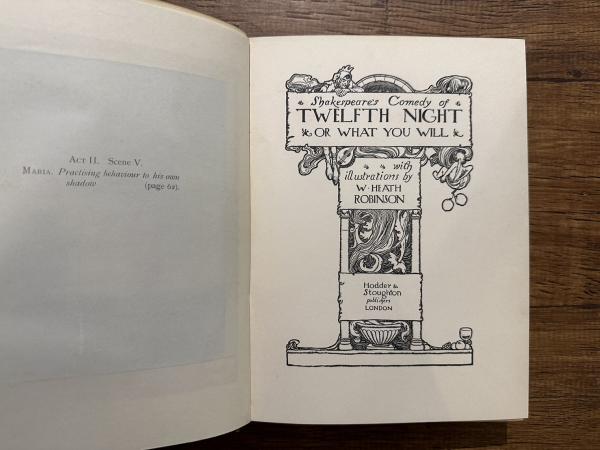 ACT II. SCENE V.
MARIA. Practising behaviour to his own
shadow (page 62).
Shakespeare's Comedy of
TWELFTH NIGHT
OR WHAT YOU WILL
with
illustrations by
W·HEATH
ROBINSON
Hodder &
Stoughton
publishers
LONDON